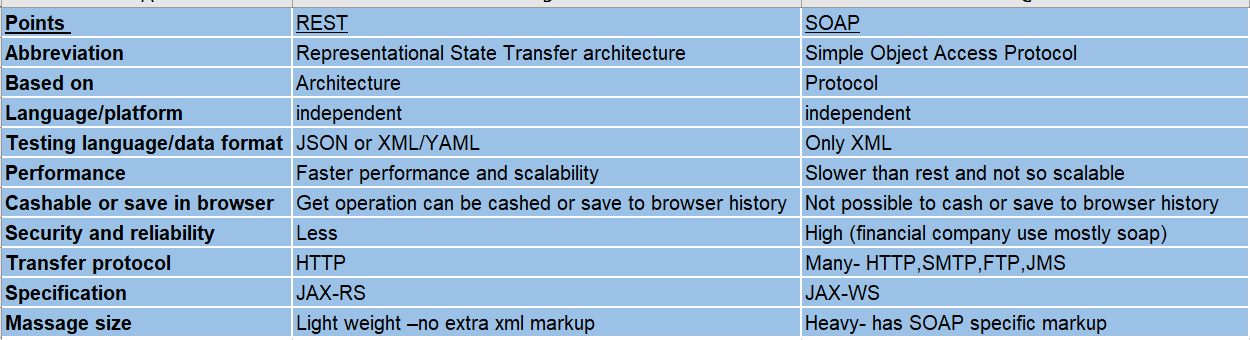 Points REST SOAP
Abbreviation Representational State Transfer architecture Simple Object Access Protocol
Based on Architecture Protocol
Language/platform independent independent
Testing language/data format JSON or XML/YAML Only XML
Performance Faster performance and scalability Slower than rest and not so scalable
Cashable or save in browser Get operation can be cashed or save to browser history Not possible to cash or save to browser history
Security and reliability Less High (financial company use mostly soap)
Transfer protocol HTTP Many- HTTP,SMTP,FTP,JMS
Specification JAX-RS JAX-WS
Massage size Light weight –no extra xml markup Heavy- has SOAP specific markup